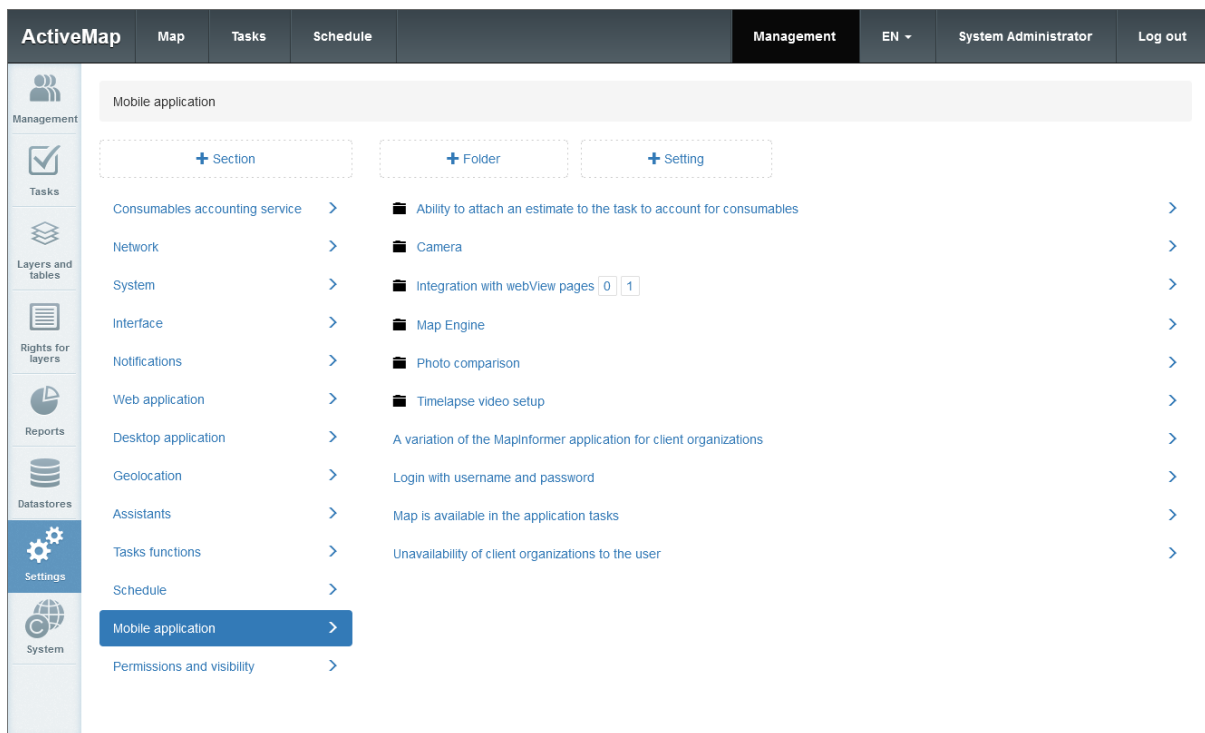 ActiveMap Map Tasks Schedule Management EN System Administrator Log out
Management
Tasks
Layers and
tables
Rights for
layers
Reports
Datastores
Settings
System
Mobile application
+ Section
+ Folder
+ Setting
Consumables accounting service
Network
System
Interface
Notifications
Web application
Desktop application
Geolocation
Assistants
Tasks functions
Schedule
Mobile application
Permissions and visibility
Ability to attach an estimate to the task to account for consumables
Camera
Integration with webView pages 0 1
Map Engine
Photo comparison
Timelapse video setup
A variation of the MapInformer application for client organizations
Login with username and password
Map is available in the application tasks
Unavailability of client organizations to the user